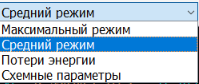 Средний режим
Максимальный режим
Средний режим
Потери энергии
Схемные параметры